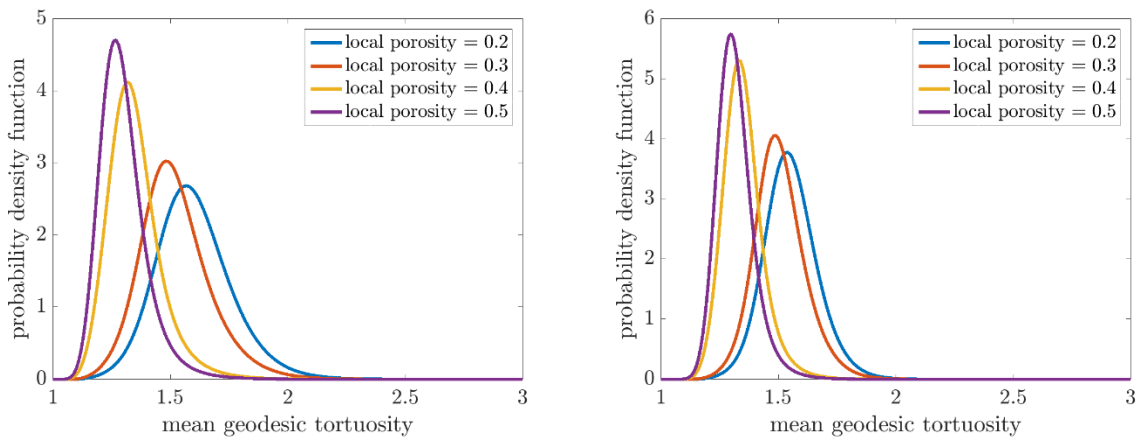 5
4
3
2
1
0
probability density function
local porosity = 0.2
local porosity = 0.3
local porosity = 0.4
local porosity = 0.5
1
1.5
2
2.5
3
mean geodesic tortuosity
6
5
4
3
2
1
0
probability density function
local porosity = 0.2
local porosity = 0.3
local porosity = 0.4
local porosity = 0.5
1
1.5
2
2.5
3
mean geodesic tortuosity